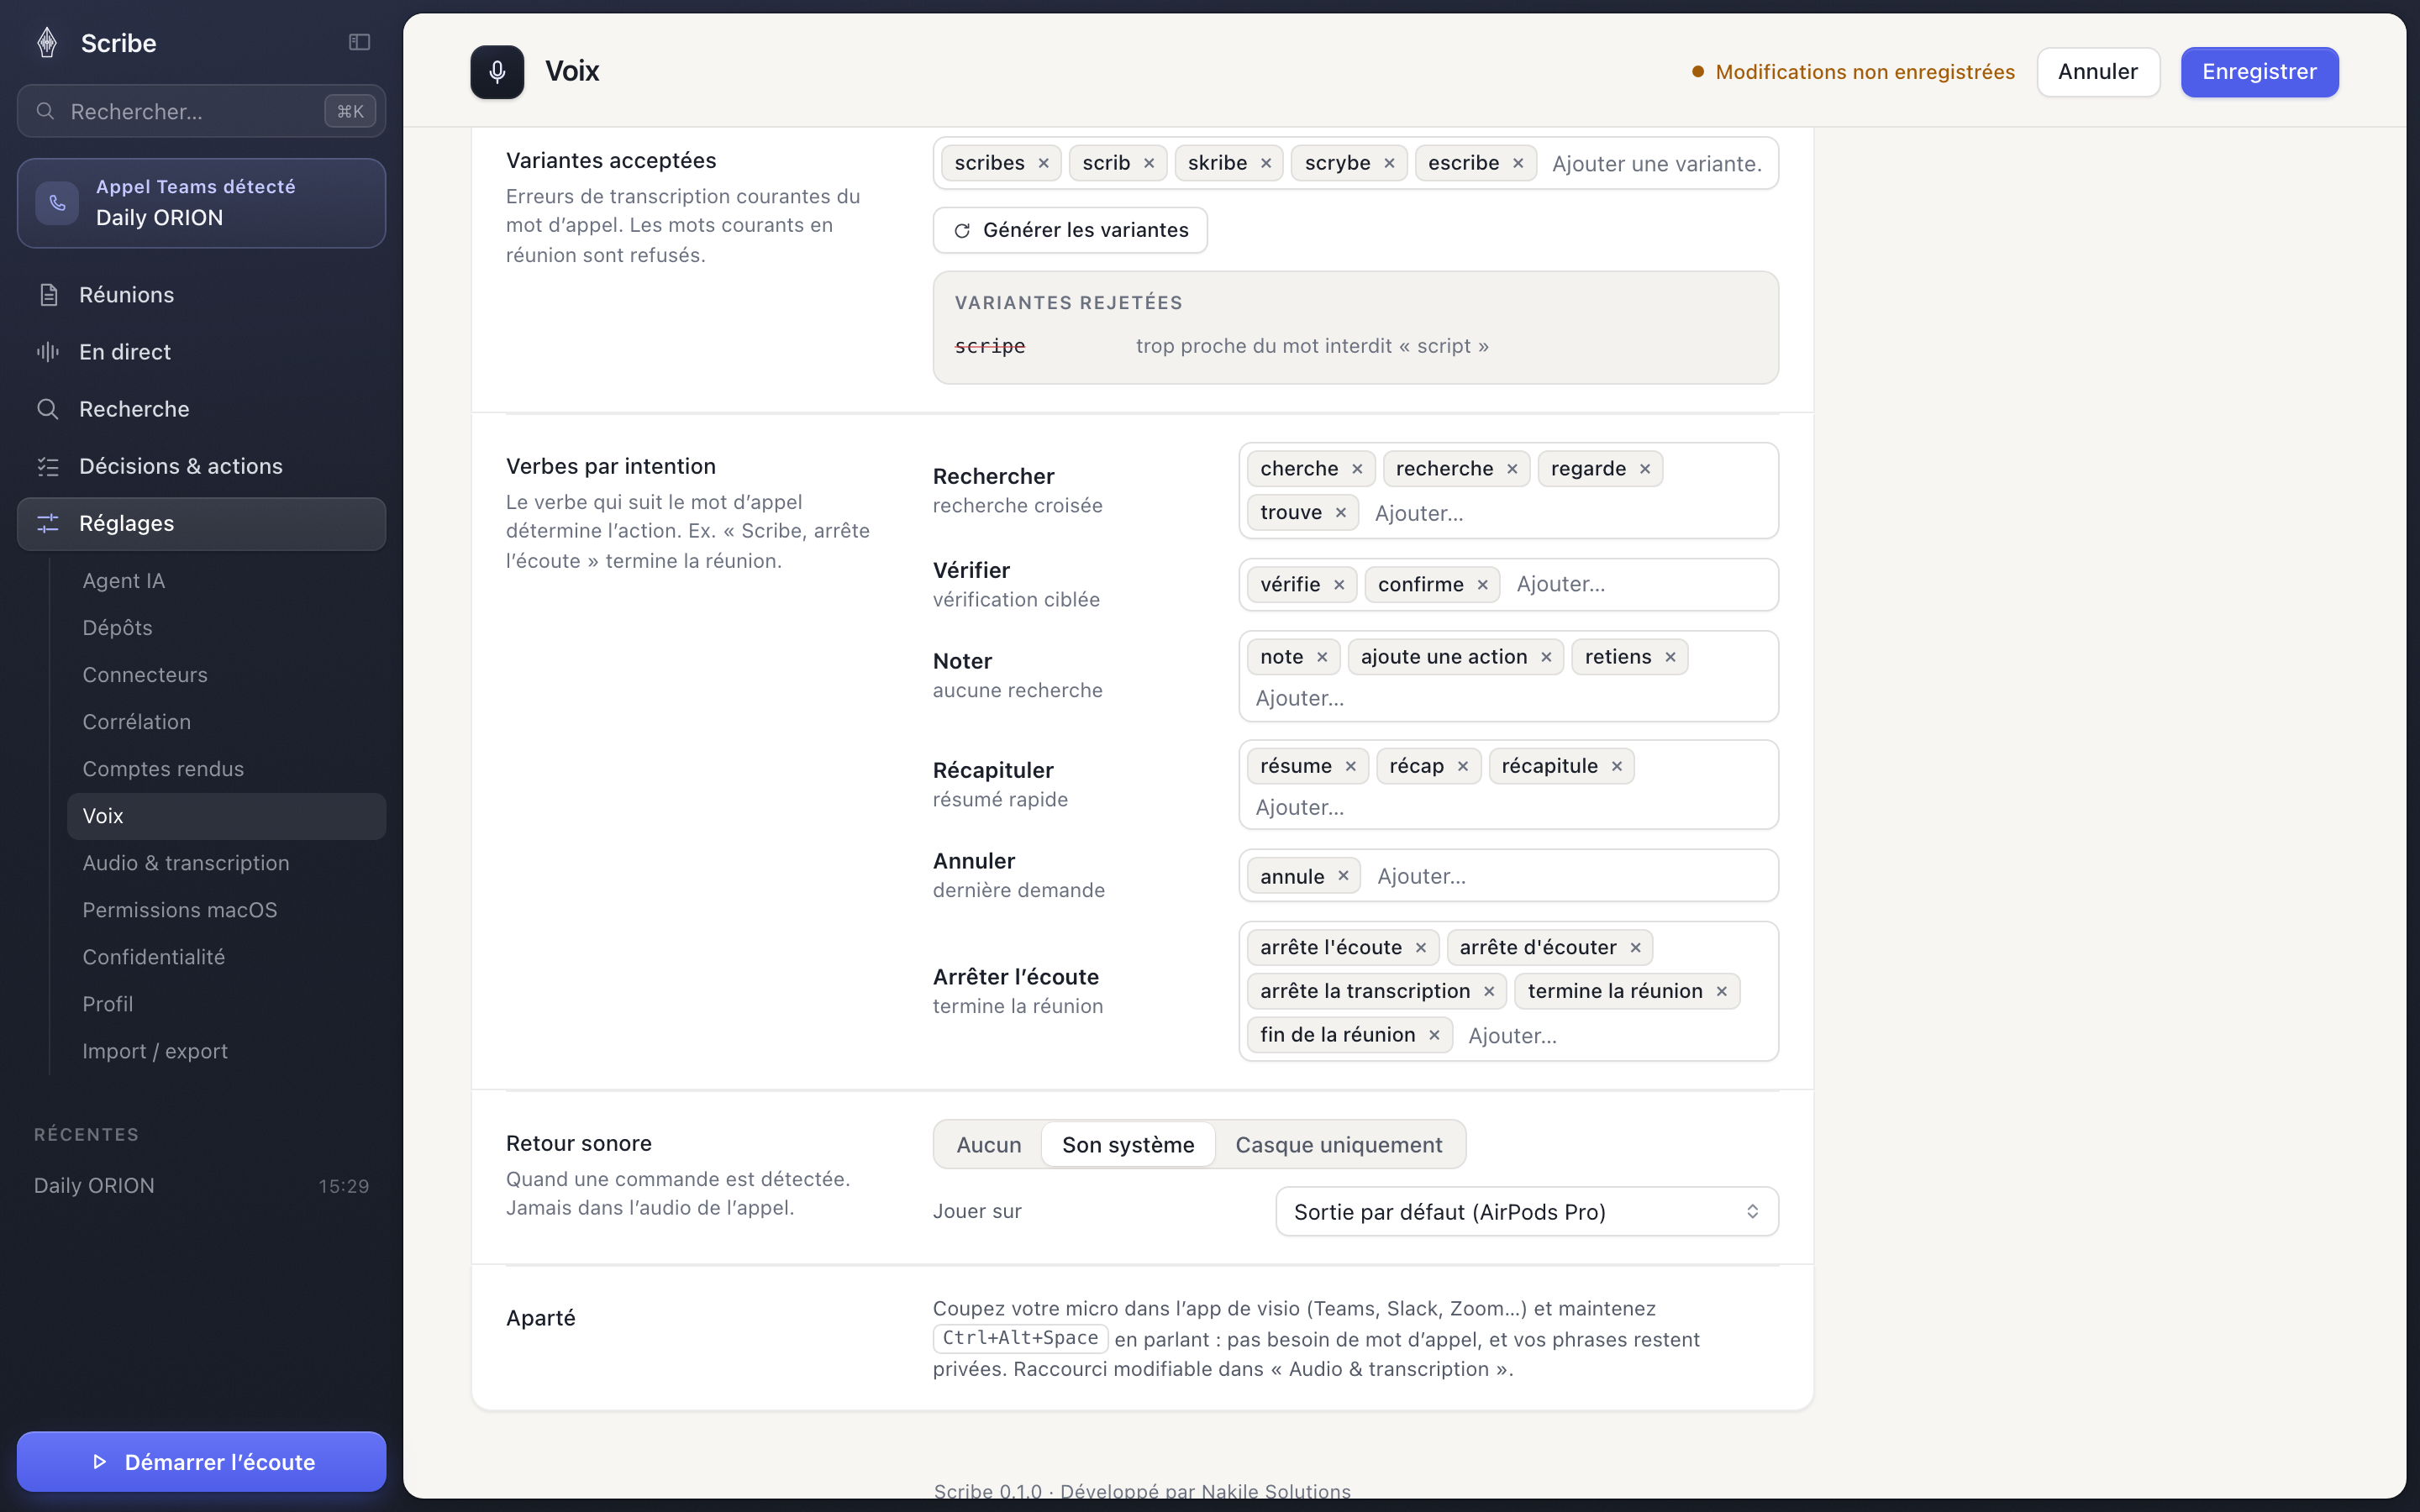 Scribe
Rechercher...
⌘K
Appel Teams détecté
Daily ORION
Réunions
En direct
Recherche
Décisions & actions
Réglages
Agent IA
Dépôts
Connecteurs
Corrélation
Comptes rendus
Voix
Audio & transcription
Permissions macOS
Confidentialité
Profil
Import / export
RÉCENTES
Daily ORION 15:29
Démarrer l’écoute
Voix
Modifications non enregistrées
Annuler
Enregistrer
Variantes acceptées
Erreurs de transcription courantes du
mot d’appel. Les mots courants en
réunion sont refusés.
scribes × scrib × skribe × scrybe × escribe × Ajouter une variante.
Générer les variantes
VARIANTES REJETÉES
scripe trop proche du mot interdit « script »
Verbes par intention
Le verbe qui suit le mot d’appel
détermine l’action. Ex. « Scribe, arrête
l’écoute » termine la réunion.
Rechercher
recherche croisée
cherche × recherche × regarde ×
trouve × Ajouter...
Vérifier
vérification ciblée
vérifie × confirme × Ajouter...
Noter
aucune recherche
note × ajoute une action × retiens ×
Ajouter...
Récapituler
résumé rapide
résume × récap × récapitule ×
Ajouter...
Annuler
dernière demande
annule × Ajouter...
Arrêter l’écoute
termine la réunion
arrête l'écoute × arrête d'écouter ×
arrête la transcription × termine la réunion ×
fin de la réunion × Ajouter...
Retour sonore
Quand une commande est détectée.
Jamais dans l’audio de l’appel.
Aucun Son système Casque uniquement
Jouer sur
Sortie par défaut (AirPods Pro)
Aparté
Coupez votre micro dans l’app de visio (Teams, Slack, Zoom...) et maintenez
Ctrl+Alt+Space en parlant : pas besoin de mot d’appel, et vos phrases restent
privées. Raccourci modifiable dans « Audio & transcription ».
Scribe 0.1.0 · Développé par Nakile Solutions